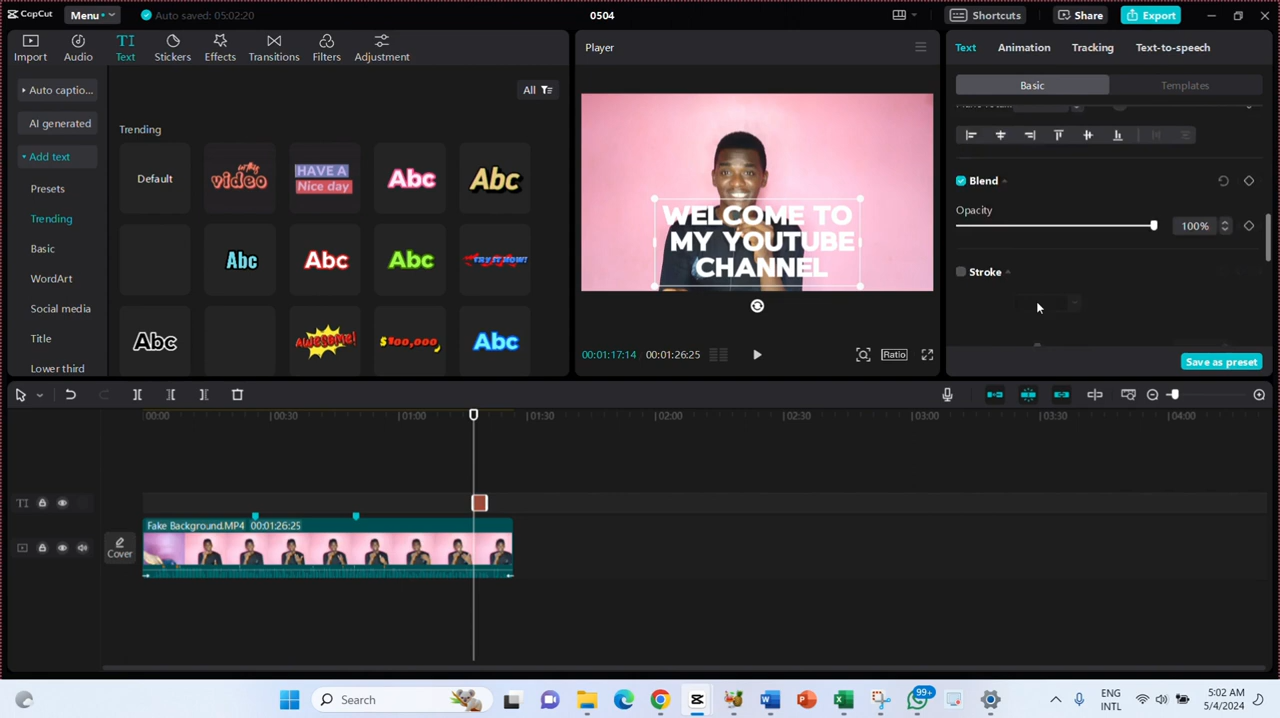 CapCut
Menu
Auto saved: 05:02:20
0504
Shortcuts
Share
Export
Import
Audio
Text
Stickers
Effects
Transitions
Filters
Adjustment
Auto captio...
AI generated
Add text
Presets
Trending
Basic
WordArt
Social media
Title
Lower third
All
Trending
Default
video
HAVE A
Nice day
Abc
Abc
Abc
Abc
Abc
TRY IT NOW!
Abc
AWESOME!
$100,000
Abc
Player
WELCOME TO
MY YOUTUBE
CHANNEL
00:01:17:14
00:01:26:25
Ratio
Text
Animation
Tracking
Text-to-speech
Basic
Templates
Blend
Opacity
100%
Stroke
Save as preset
00:00
00:30
01:00
01:30
02:00
02:30
03:00
03:30
04:00
TI
Cover
Fake Background.MP4 00:01:26:25
Search
99+
ENG
INTL
5:02 AM
5/4/2024